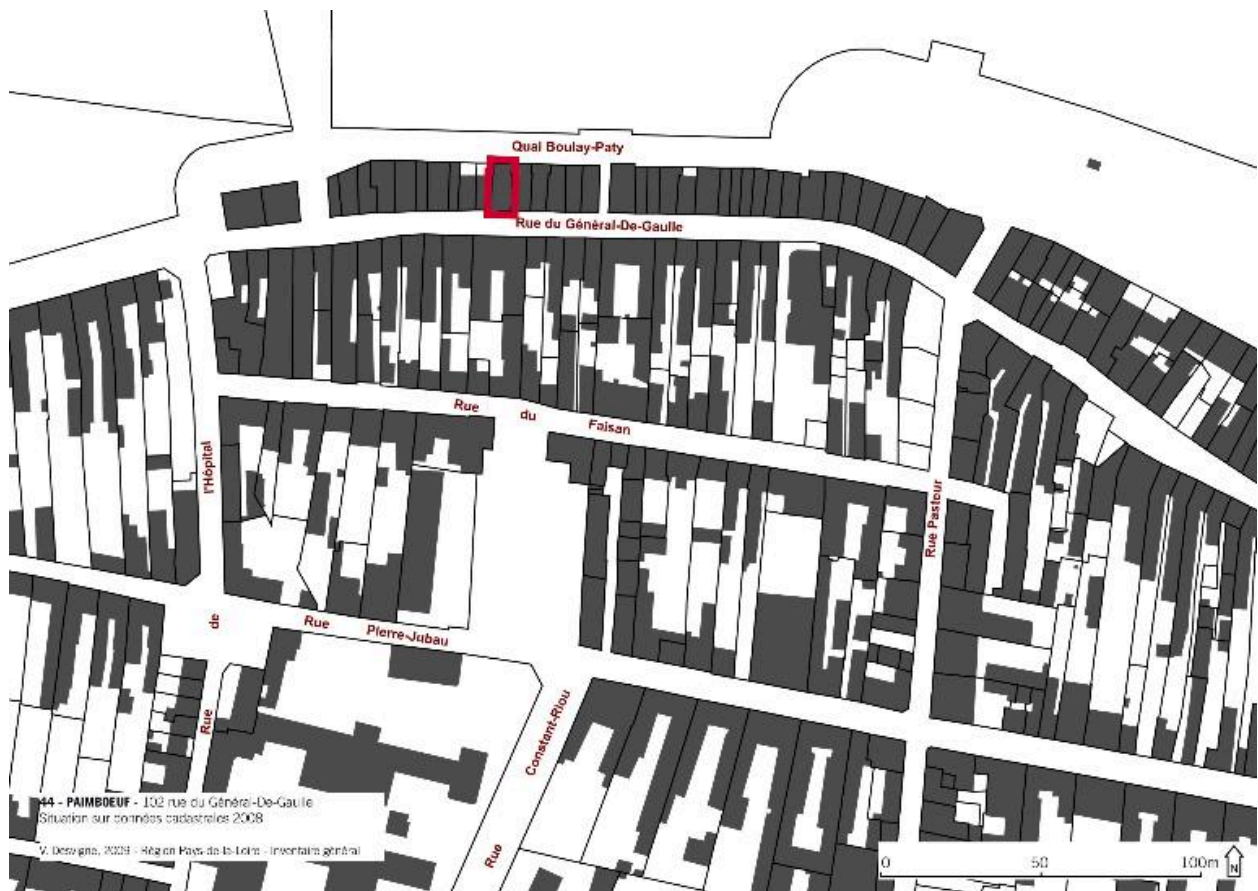 Quai Boulay-Paty
Rue du Général-De-Gaulle
Rue du Faisan
l'Hôpital
de
Rue
Rue Pasteur
Rue Pierre-Jubau
Constant-Riou
Rue
44 - PAIMBOEUF - 102 rue du Général-De-Gaulle
Situation sur données cadastrales 2008
V. Desvigne, 2009 - Région Pays-de-la-Loire - Inventaire général
0 50 100m
N